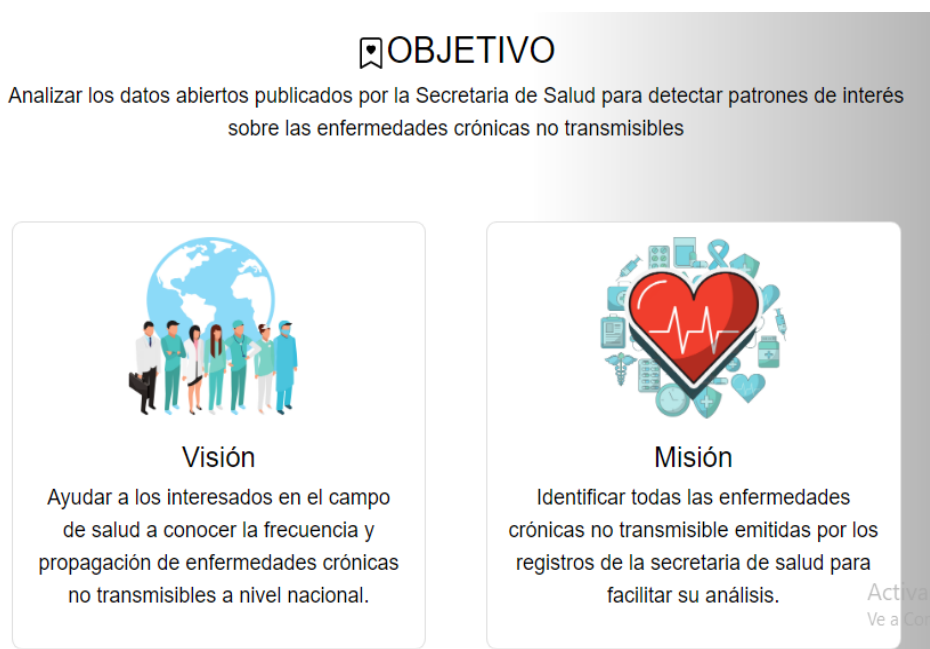 OBJETIVO
Analizar los datos abiertos publicados por la Secretaria de Salud para detectar patrones de interés
sobre las enfermedades crónicas no transmisibles
Visión
Ayudar a los interesados en el campo
de salud a conocer la frecuencia y
propagación de enfermedades crónicas
no transmisibles a nivel nacional.
Misión
Identificar todas las enfermedades
crónicas no transmisible emitidas por los
registros de la secretaria de salud para
facilitar su análisis.
Activa
Ve a Con